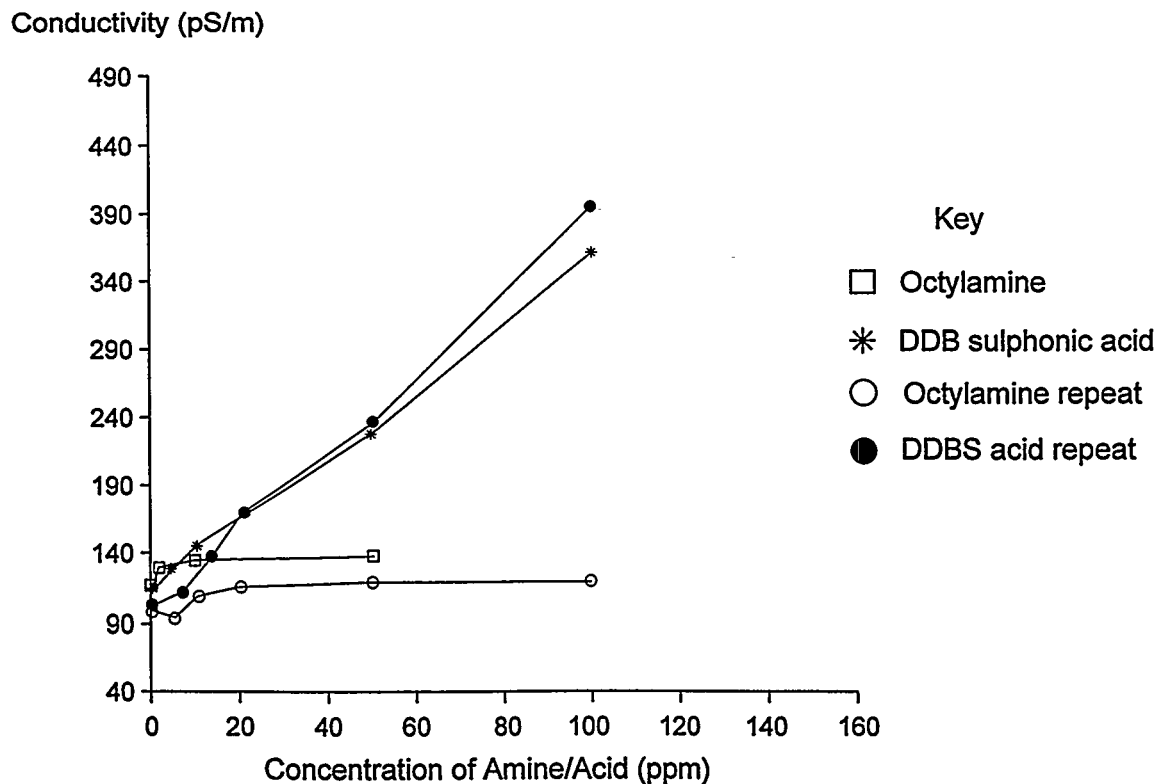 Conductivity (pS/m)
490
440
390
340
290
240
190
140
90
40
0 20 40 60 80 100 120 140 160
Concentration of Amine/Acid (ppm)
Key
Octylamine
DDB sulphonic acid
Octylamine repeat
DDBS acid repeat